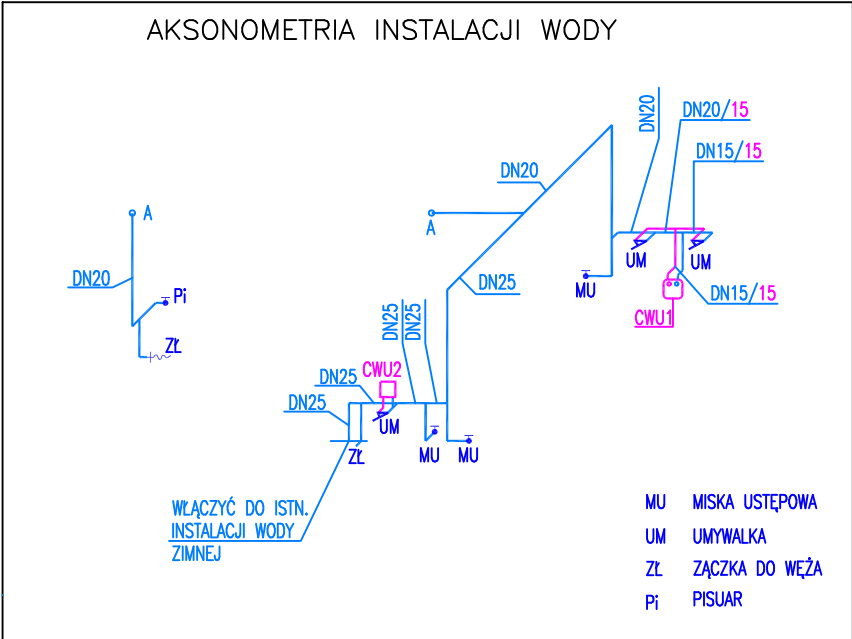 AKSONOMETRIA INSTALACJI WODY
DN20
DN20/15
DN15/15
DN20
A
A
UM
UM
DN20
Pi
DN25
MU
DN15/15
CWU1
ZŁ
DN25
DN25
CWU2
DN25
DN25
UM
ZŁ
MU
MU
WŁĄCZYĆ DO ISTN.
INSTALACJI WODY
ZIMNEJ
MU MISKA USTĘPOWA
UM UMYWALKA
ZŁ ZĄCZKA DO WĘŻA
Pi PISUAR